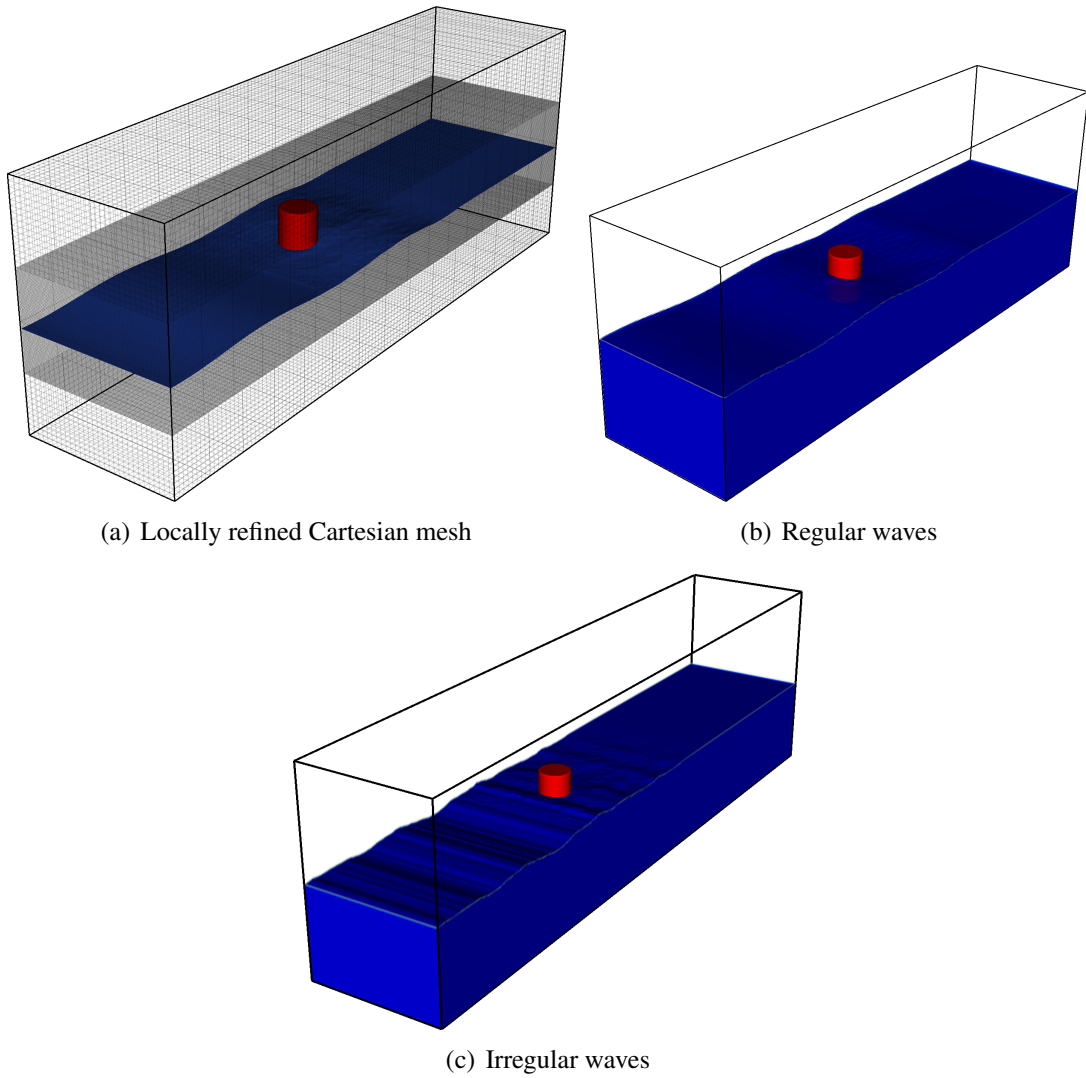 (a) Locally refined Cartesian mesh
(b) Regular waves
(c) Irregular waves